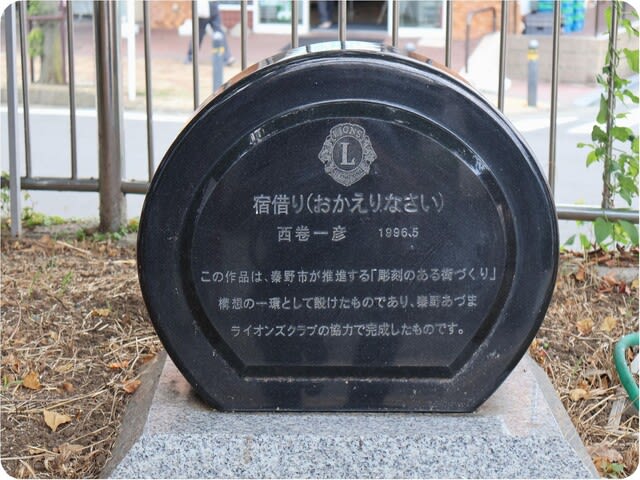 LIONS
L
宿借り(おかえりなさい)
西巻一彦 1996.5
この作品は、秦野市が推進する「彫刻のある街づくり」
構想の一環として設けたものであり、秦野あづま
ライオンズクラブの協力で完成したものです。